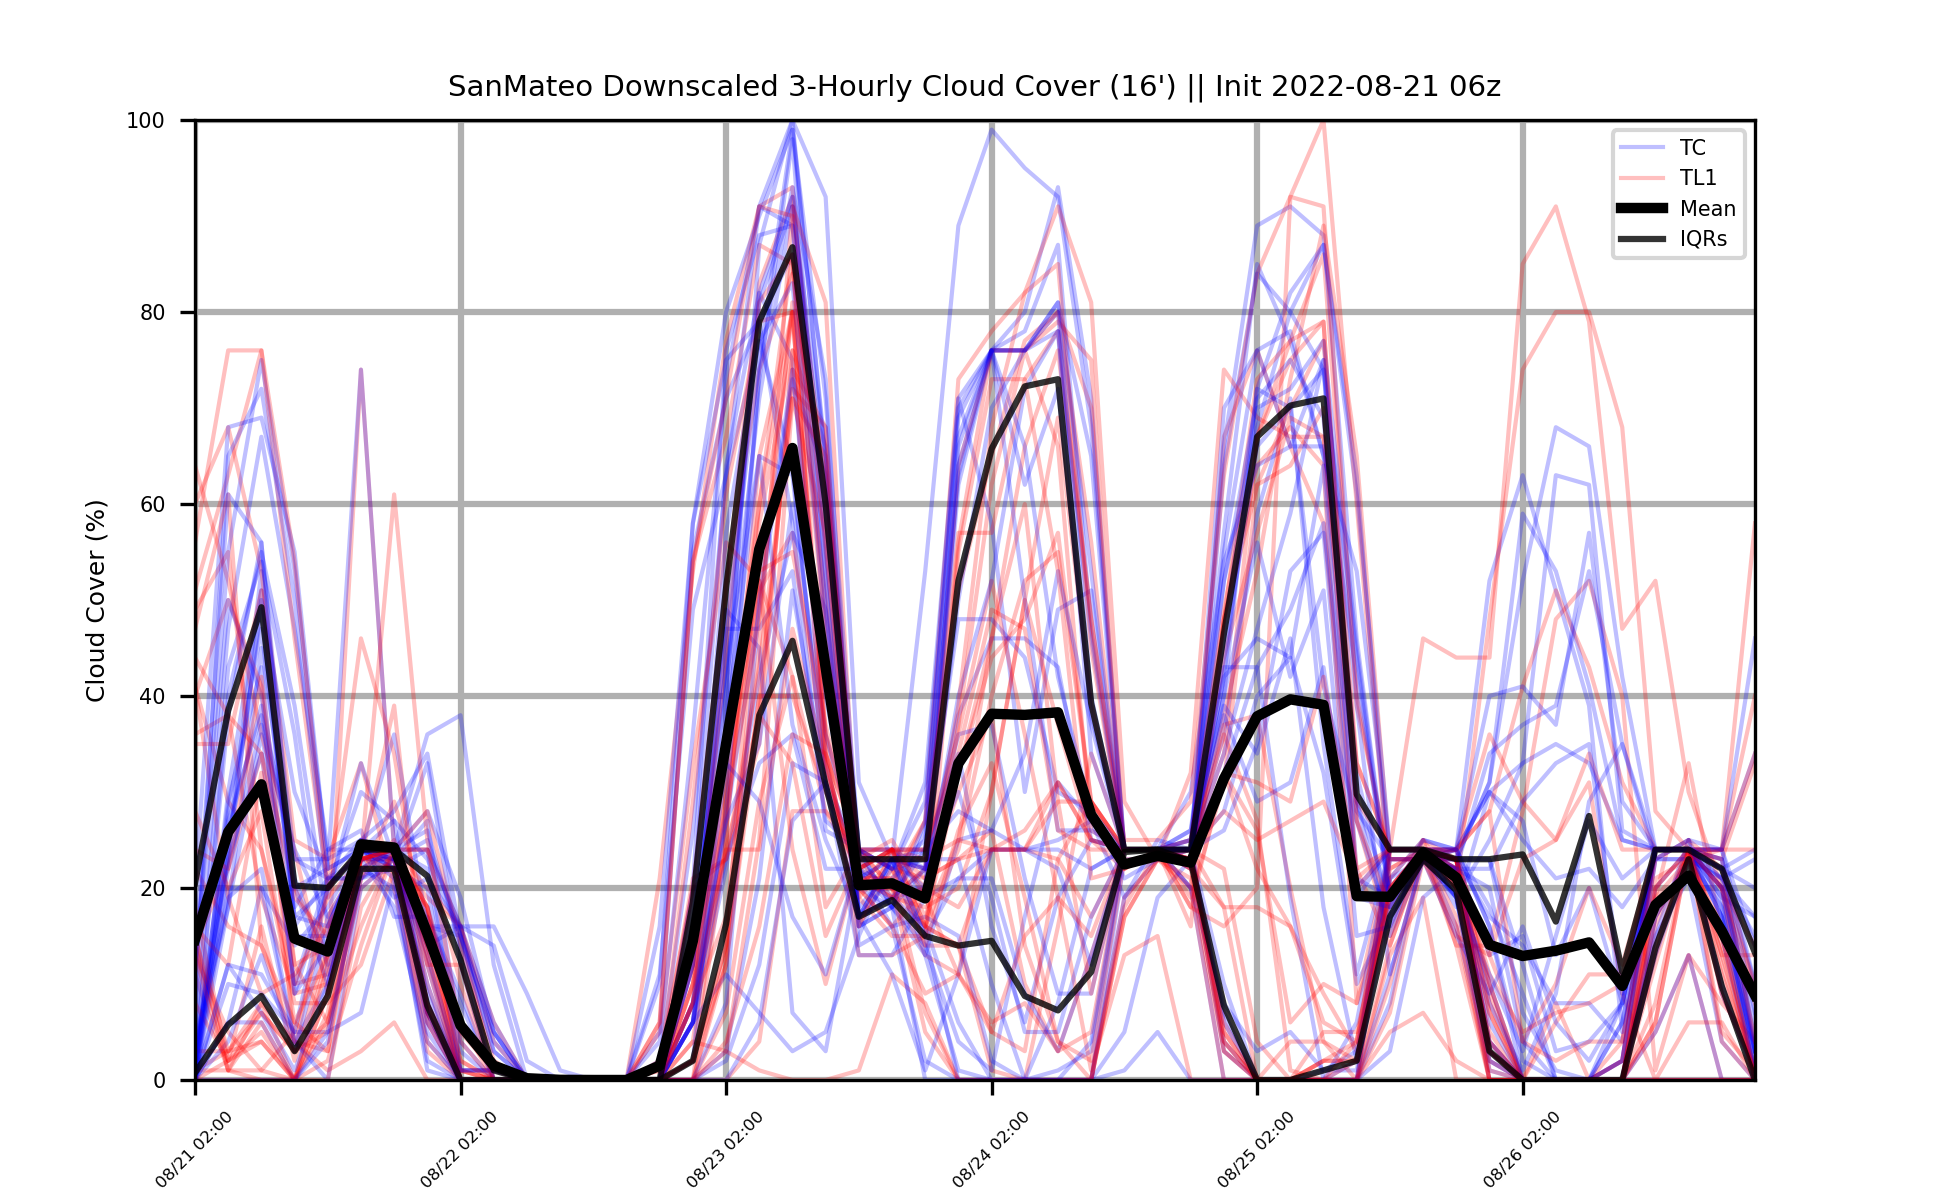 SanMateo Downscaled 3-Hourly Cloud Cover (16') || Init 2022-08-21 06z
Cloud Cover (%)
100
80
60
40
20
0
TC
TL1
Mean
IQRs
08/21 02:00
08/22 02:00
08/23 02:00
08/24 02:00
08/25 02:00
08/26 02:00